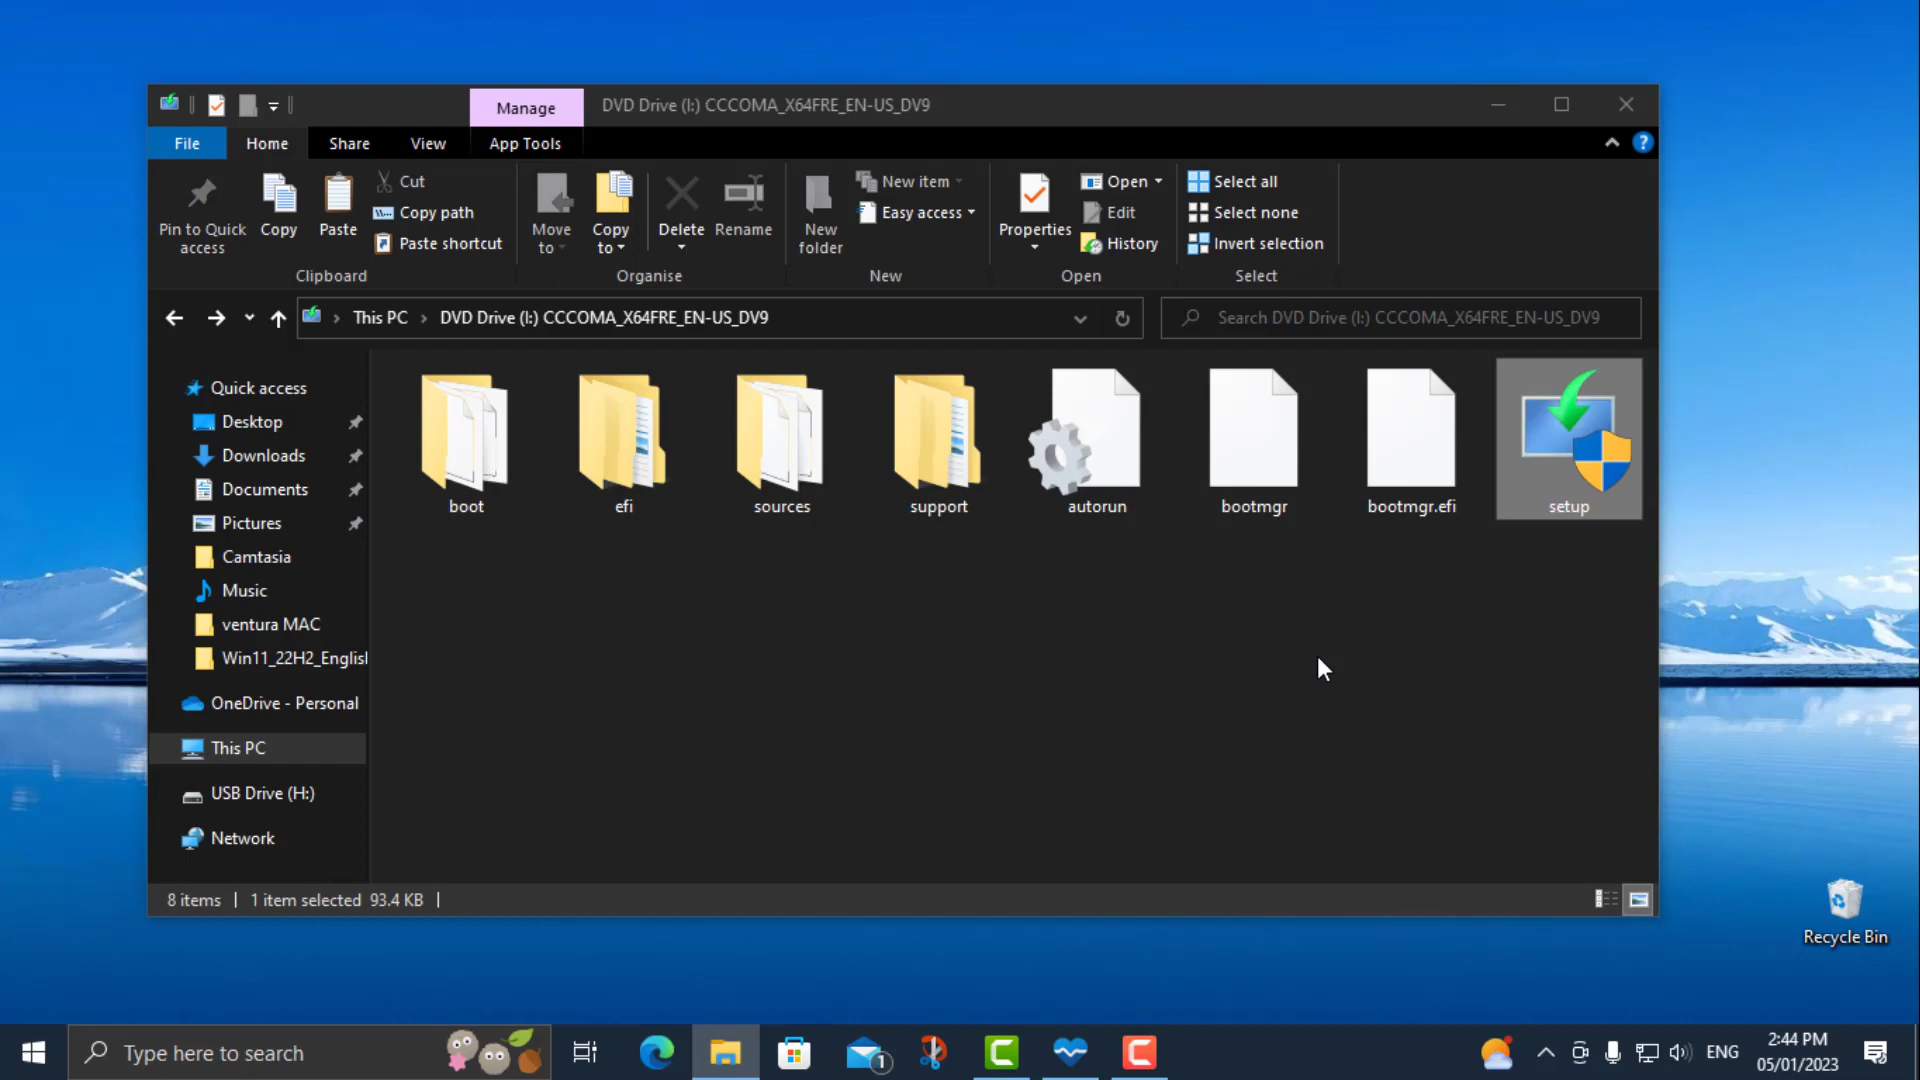 Manage
DVD Drive (I:) CCCOMA_X64FRE_EN-US_DV9
File
Home
Share
View
App Tools
?
Pin to Quick
access
Copy
Paste
Cut
Copy path
Paste shortcut
Clipboard
Move
to
Copy
to
Delete
Rename
Organise
New
folder
New item
Easy access
New
Properties
Open
Edit
History
Open
Select all
Select none
Invert selection
Select
This PC
DVD Drive (I:) CCCOMA_X64FRE_EN-US_DV9
Search DVD Drive (I:) CCCOMA_X64FRE_EN-US_DV9
Quick access
Desktop
Downloads
Documents
Pictures
Camtasia
Music
ventura MAC
Win11_22H2_English
OneDrive - Personal
This PC
USB Drive (H:)
Network
boot
efi
sources
support
autorun
bootmgr
bootmgr.efi
setup
8 items
1 item selected 93.4 KB
Recycle Bin
Type here to search
1
ENG
2:44 PM
05/01/2023